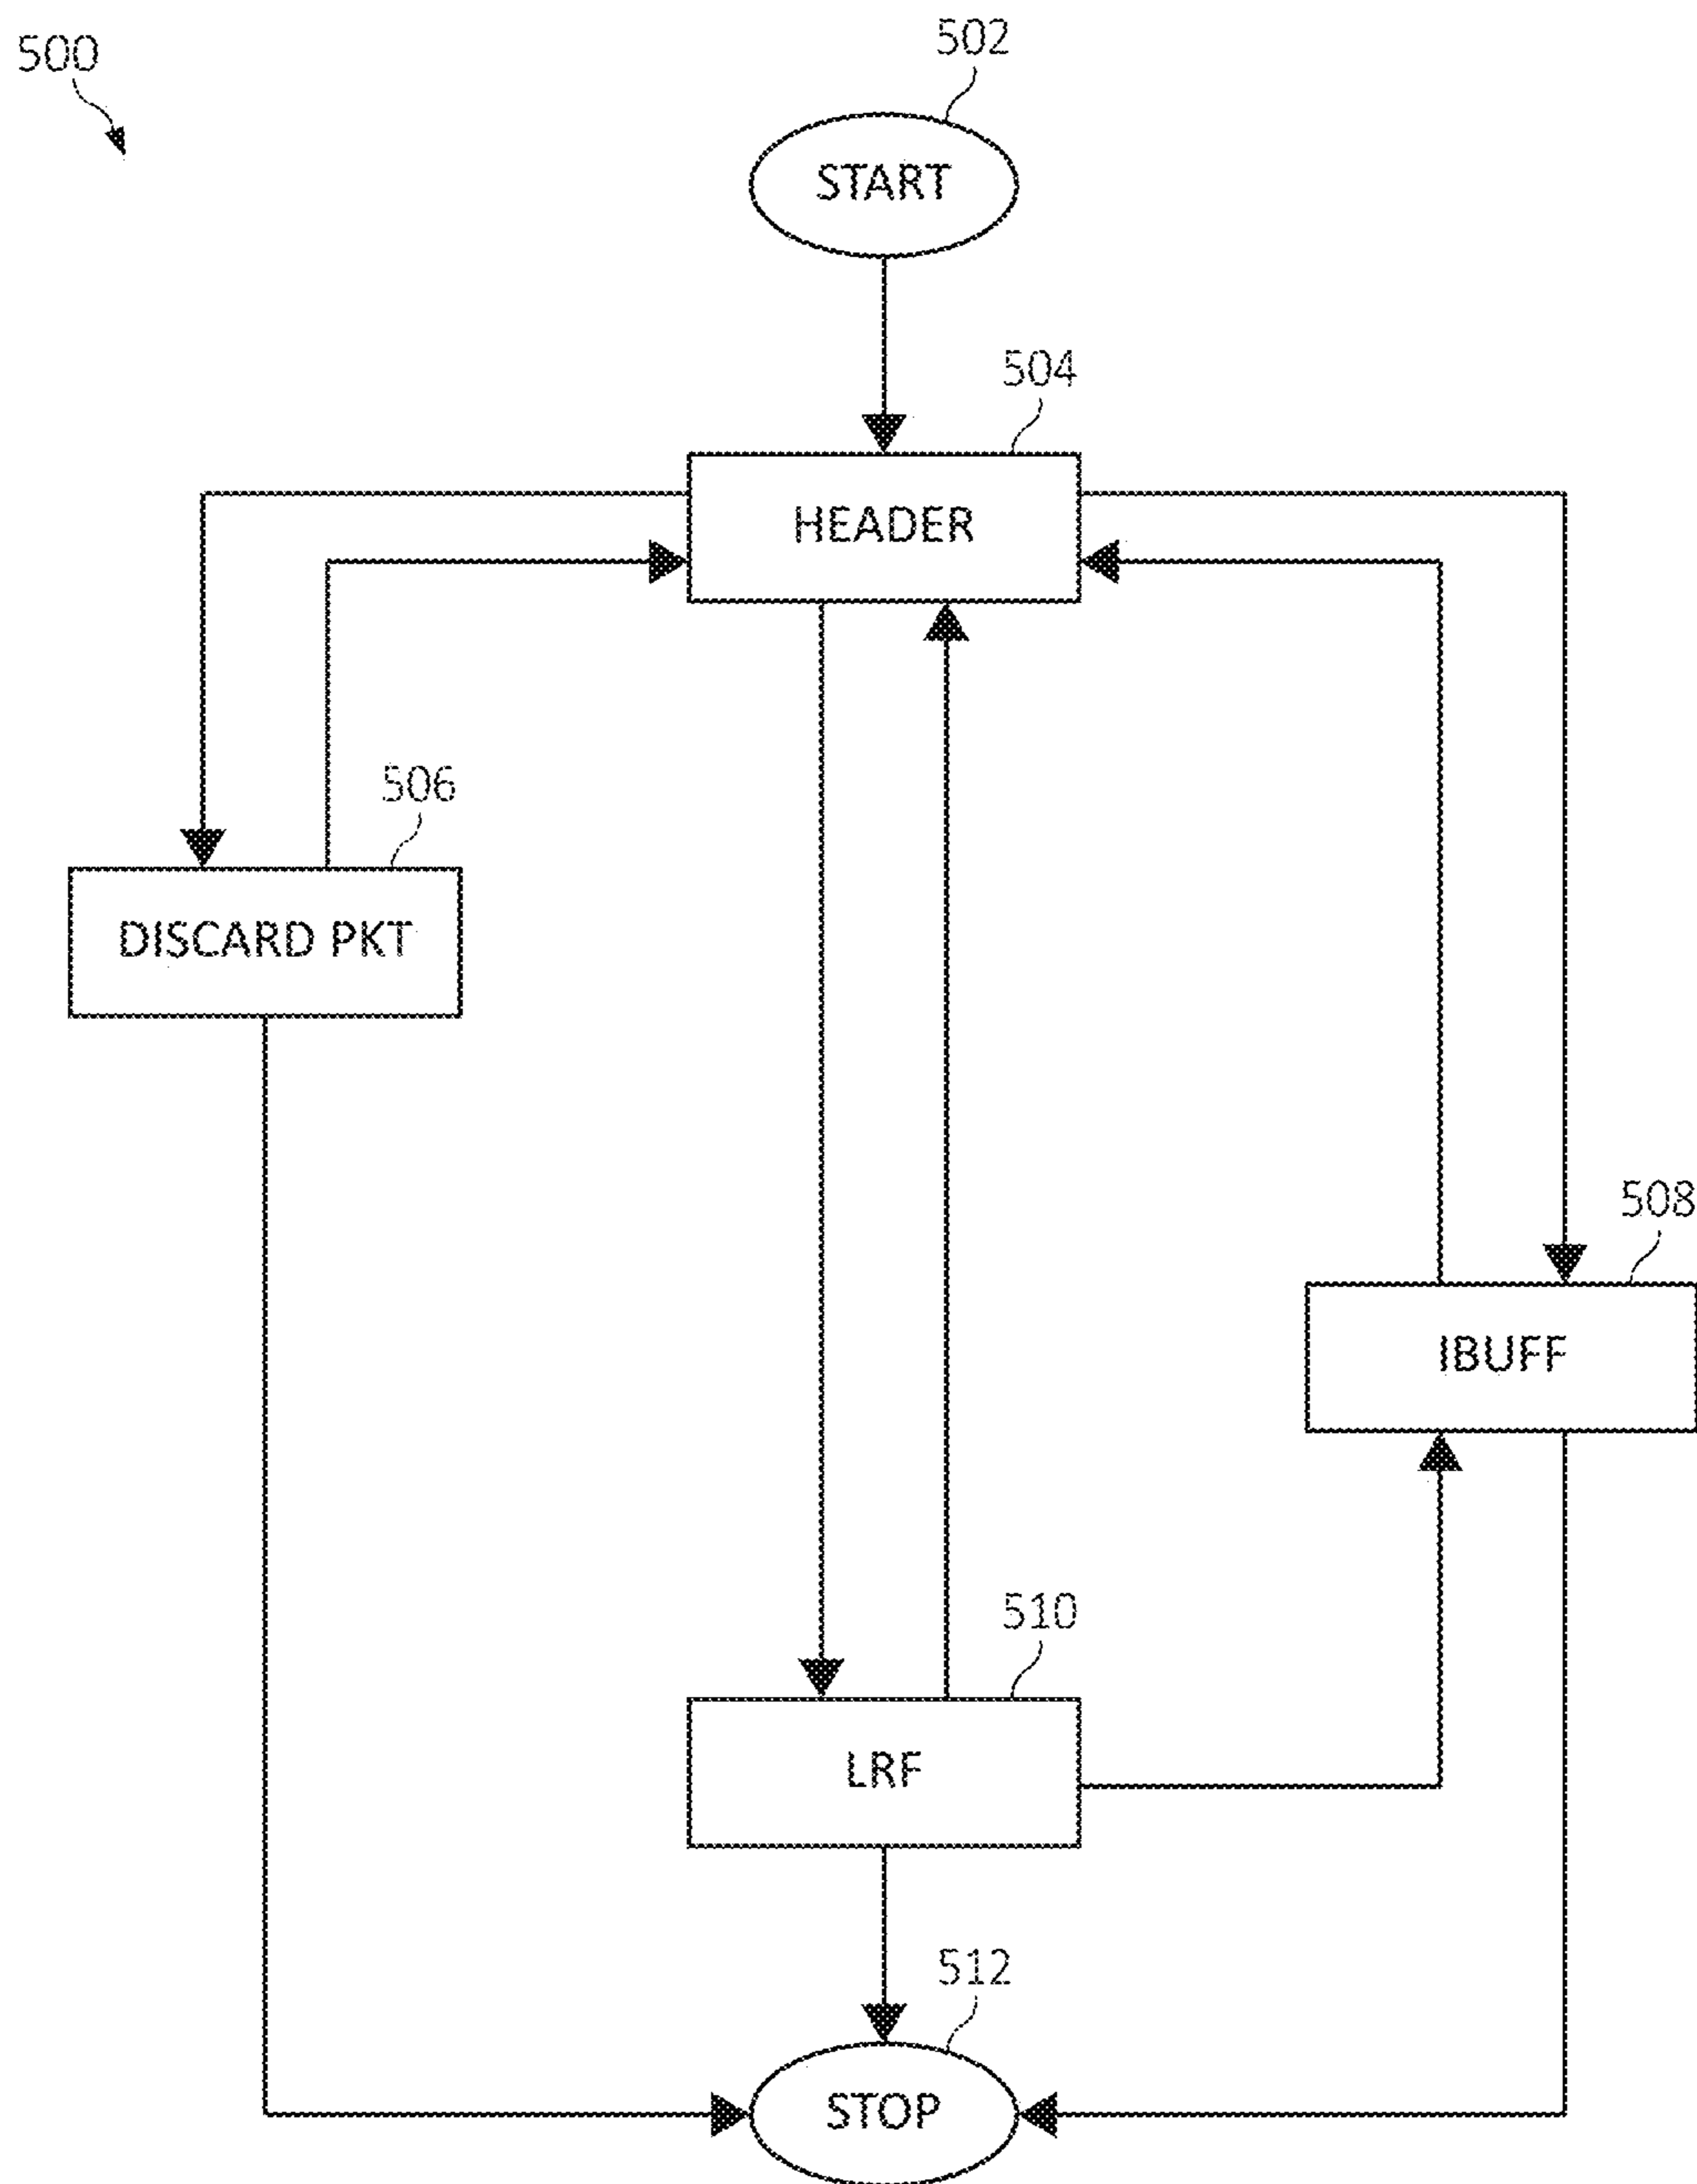 500
502
START
504
HEADER
506
DISCARD PKT
508
IBUFF
510
LRF
512
STOP